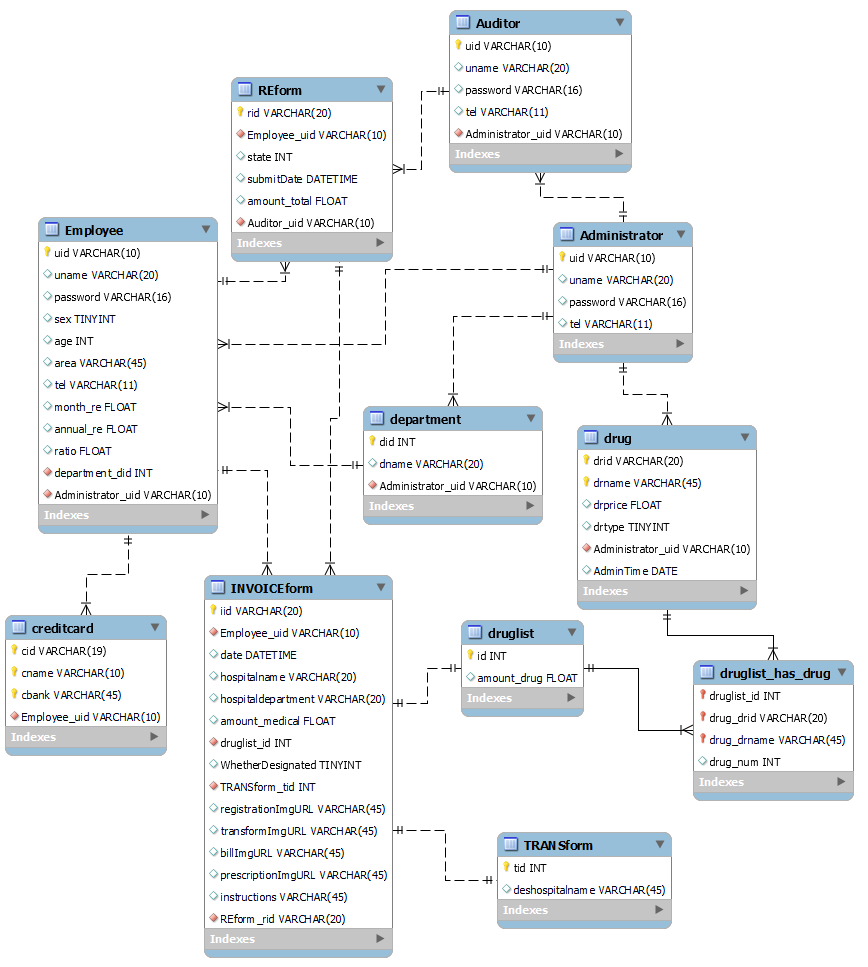 Auditor
uid VARCHAR(10)
uname VARCHAR(20)
password VARCHAR(16)
tel VARCHAR(11)
Administrator_uid VARCHAR(10)
Indexes
REform
rid VARCHAR(20)
Employee_uid VARCHAR(10)
state INT
submitDate DATETIME
amount_total FLOAT
Auditor_uid VARCHAR(10)
Indexes
Employee
uid VARCHAR(10)
uname VARCHAR(20)
password VARCHAR(16)
sex TINYINT
age INT
area VARCHAR(45)
tel VARCHAR(11)
month_re FLOAT
annual_re FLOAT
ratio FLOAT
department_did INT
Administrator_uid VARCHAR(10)
Indexes
Administrator
uid VARCHAR(10)
uname VARCHAR(20)
password VARCHAR(16)
tel VARCHAR(11)
Indexes
department
did INT
dname VARCHAR(20)
Administrator_uid VARCHAR(10)
Indexes
drug
drid VARCHAR(20)
drname VARCHAR(45)
drprice FLOAT
drtype TINYINT
Administrator_uid VARCHAR(10)
AdminTime DATE
Indexes
creditcard
cid VARCHAR(19)
cname VARCHAR(10)
cbank VARCHAR(45)
Employee_uid VARCHAR(10)
Indexes
INVOICEform
iid VARCHAR(20)
Employee_uid VARCHAR(10)
date DATETIME
hospitalname VARCHAR(20)
hospitaldepartment VARCHAR(20)
amount_medical FLOAT
druglist_id INT
WhetherDesignated TINYINT
TRANSform_tid INT
registrationImgURL VARCHAR(45)
transformImgURL VARCHAR(45)
billImgURL VARCHAR(45)
prescriptionImgURL VARCHAR(45)
instructions VARCHAR(45)
REform_rid VARCHAR(20)
Indexes
druglist
id INT
amount_drug FLOAT
Indexes
druglist_has_drug
druglist_id INT
drug_drid VARCHAR(20)
drug_drname VARCHAR(45)
drug_num INT
Indexes
TRANSform
tid INT
deshospitalname VARCHAR(45)
Indexes